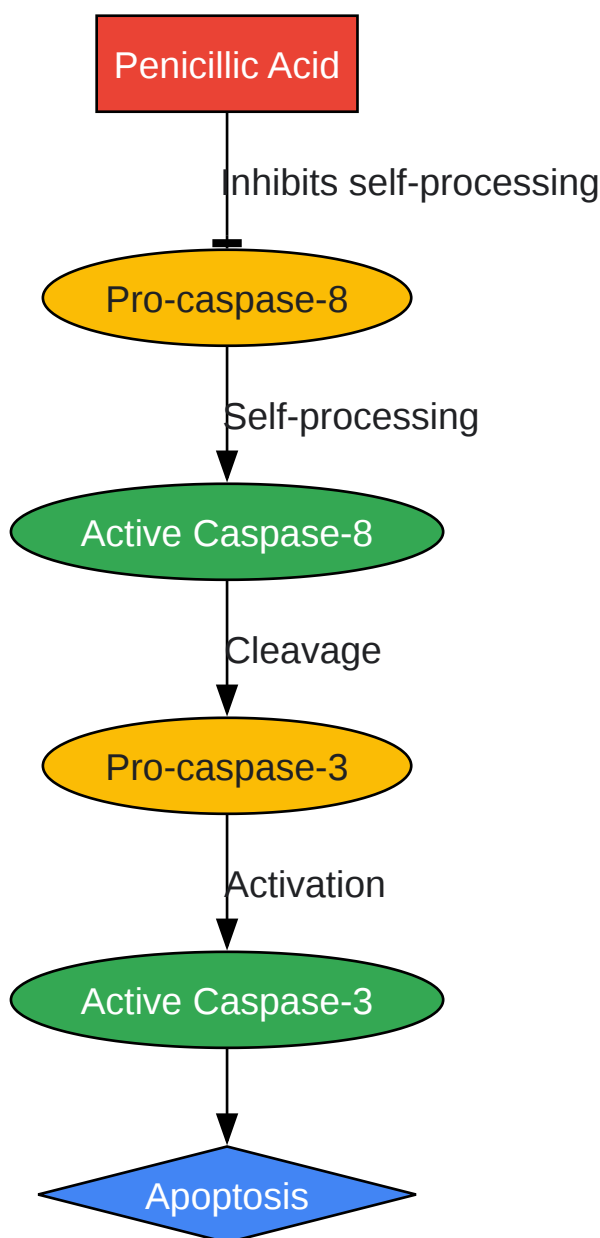 Penicillic Acid
Inhibits self-processing
Pro-caspase-8
Self-processing
Active Caspase-8
Cleavage
Pro-caspase-3
Activation
Active Caspase-3
Apoptosis